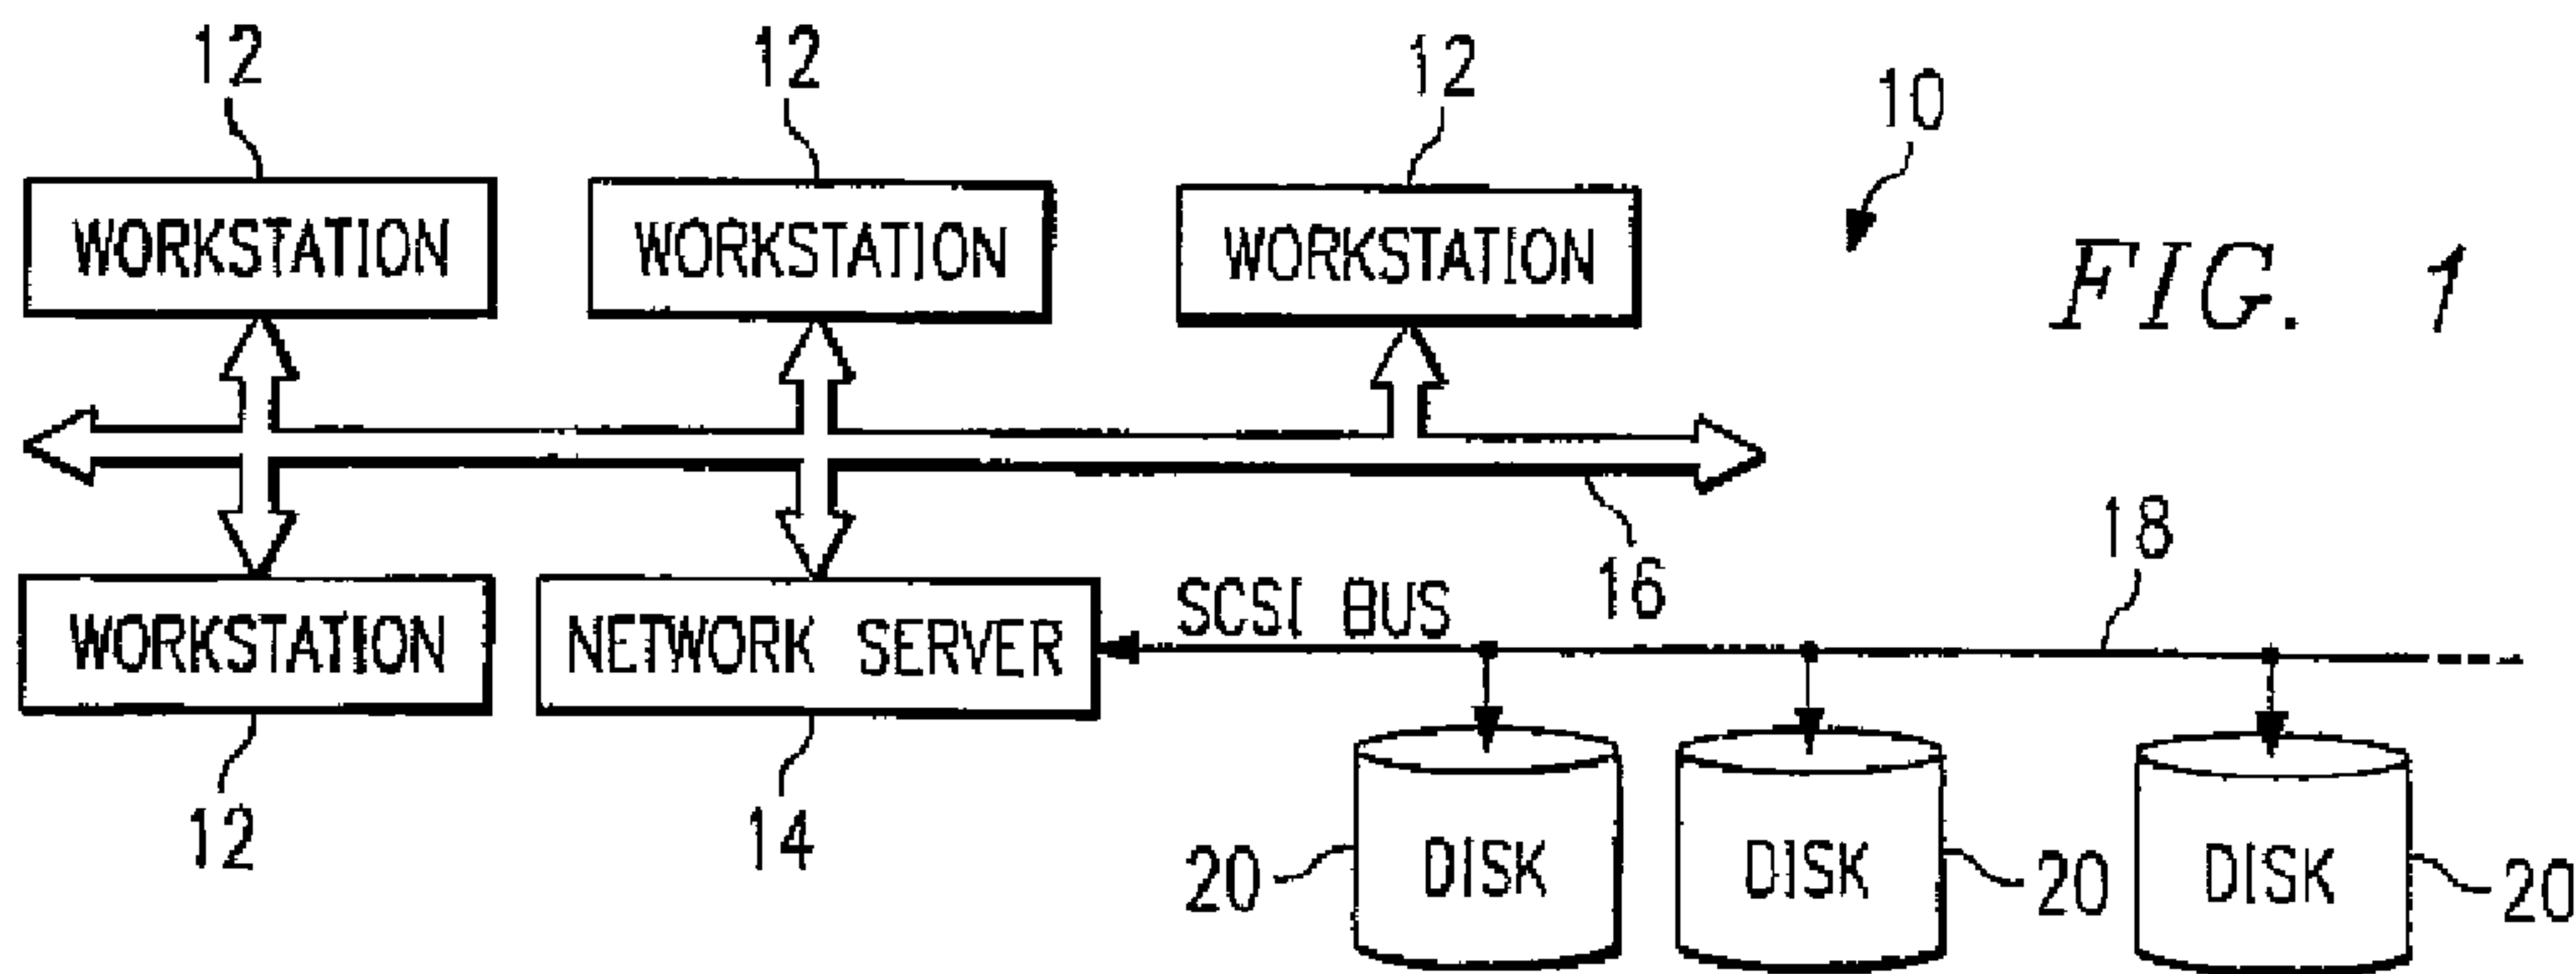 12 12 12 10
WORKSTATION WORKSTATION WORKSTATION
FIG. 1
18
SCSI BUS 16
WORKSTATION NETWORK SERVER
12 14
20 DISK DISK 20 DISK 20